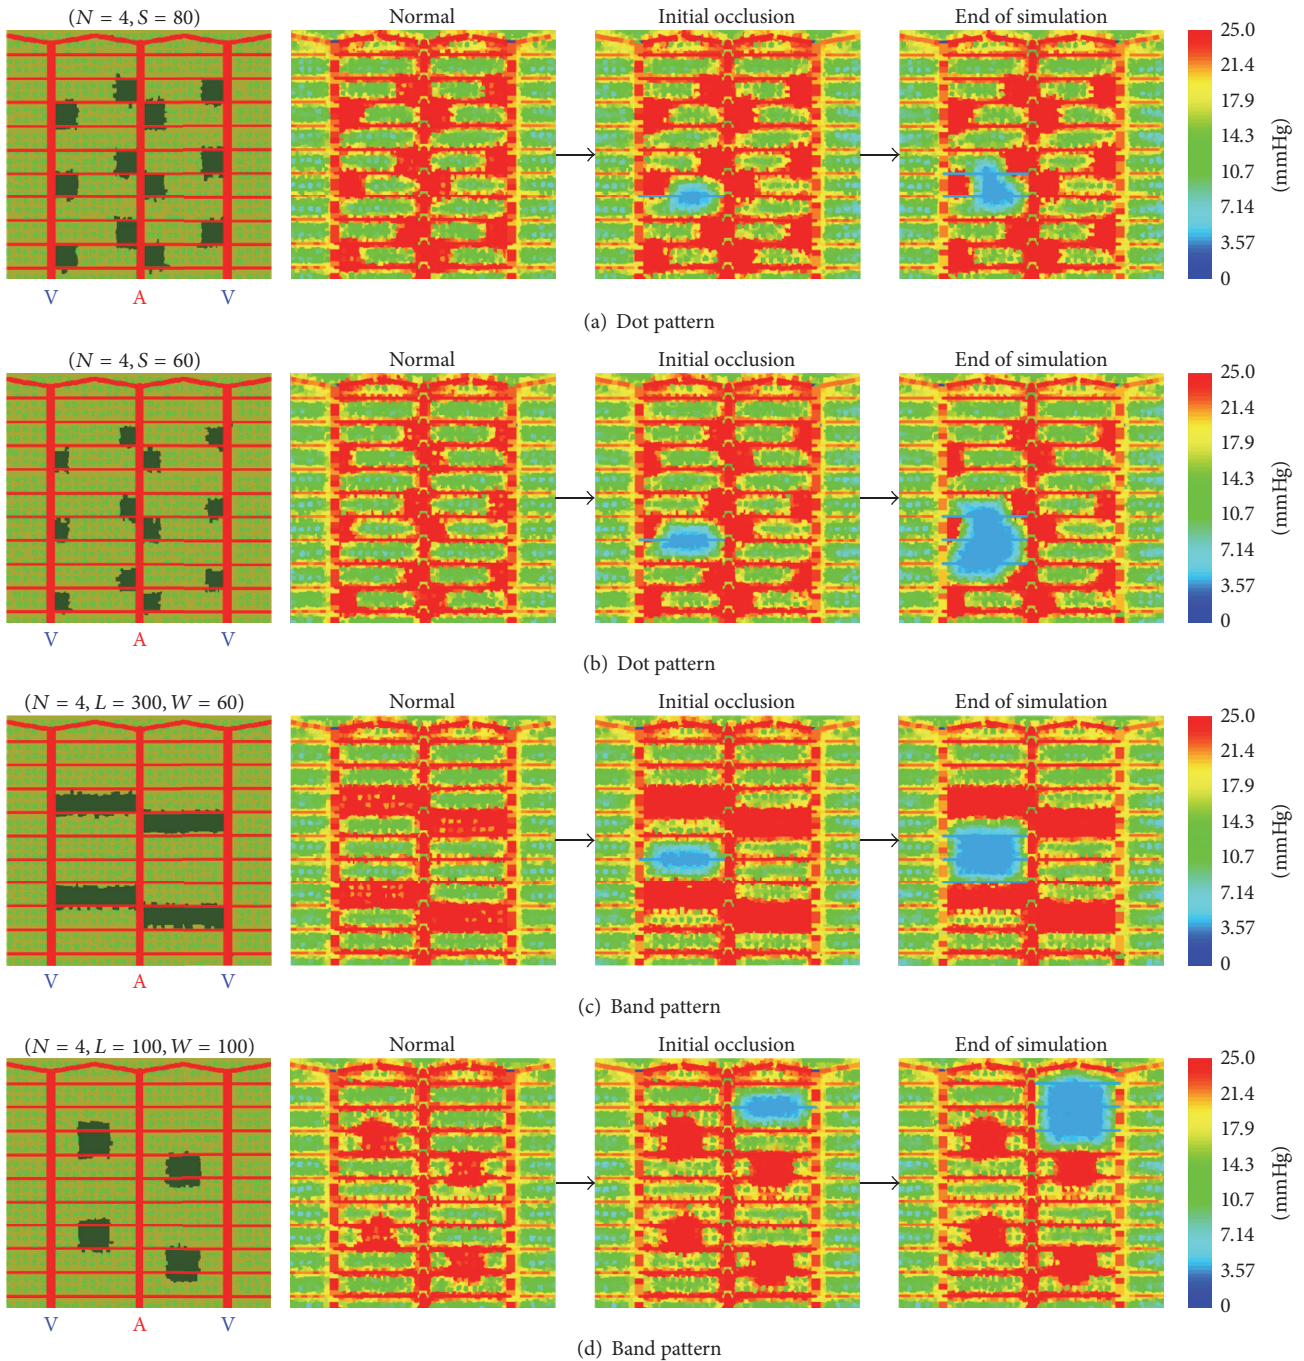 (N = 4, S = 80) Normal Initial occlusion End of simulation
25.0
21.4
17.9
14.3
10.7
7.14
3.57
0
(mmHg)
V A V
(a) Dot pattern
(N = 4, S = 60) Normal Initial occlusion End of simulation
25.0
21.4
17.9
14.3
10.7
7.14
3.57
0
(mmHg)
V A V
(b) Dot pattern
(N = 4, L = 300, W = 60) Normal Initial occlusion End of simulation
25.0
21.4
17.9
14.3
10.7
7.14
3.57
0
(mmHg)
V A V
(c) Band pattern
(N = 4, L = 100, W = 100) Normal Initial occlusion End of simulation
25.0
21.4
17.9
14.3
10.7
7.14
3.57
0
(mmHg)
V A V
(d) Band pattern